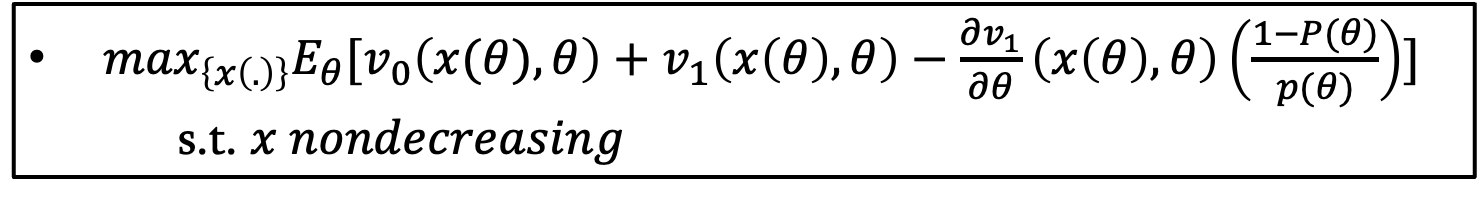 • max_{x(.)}E_θ[v_0(x(θ), θ) + v_1(x(θ), θ) − ∂v_1/∂θ (x(θ), θ) ((1−P(θ))/p(θ))]
s.t. x nondecreasing